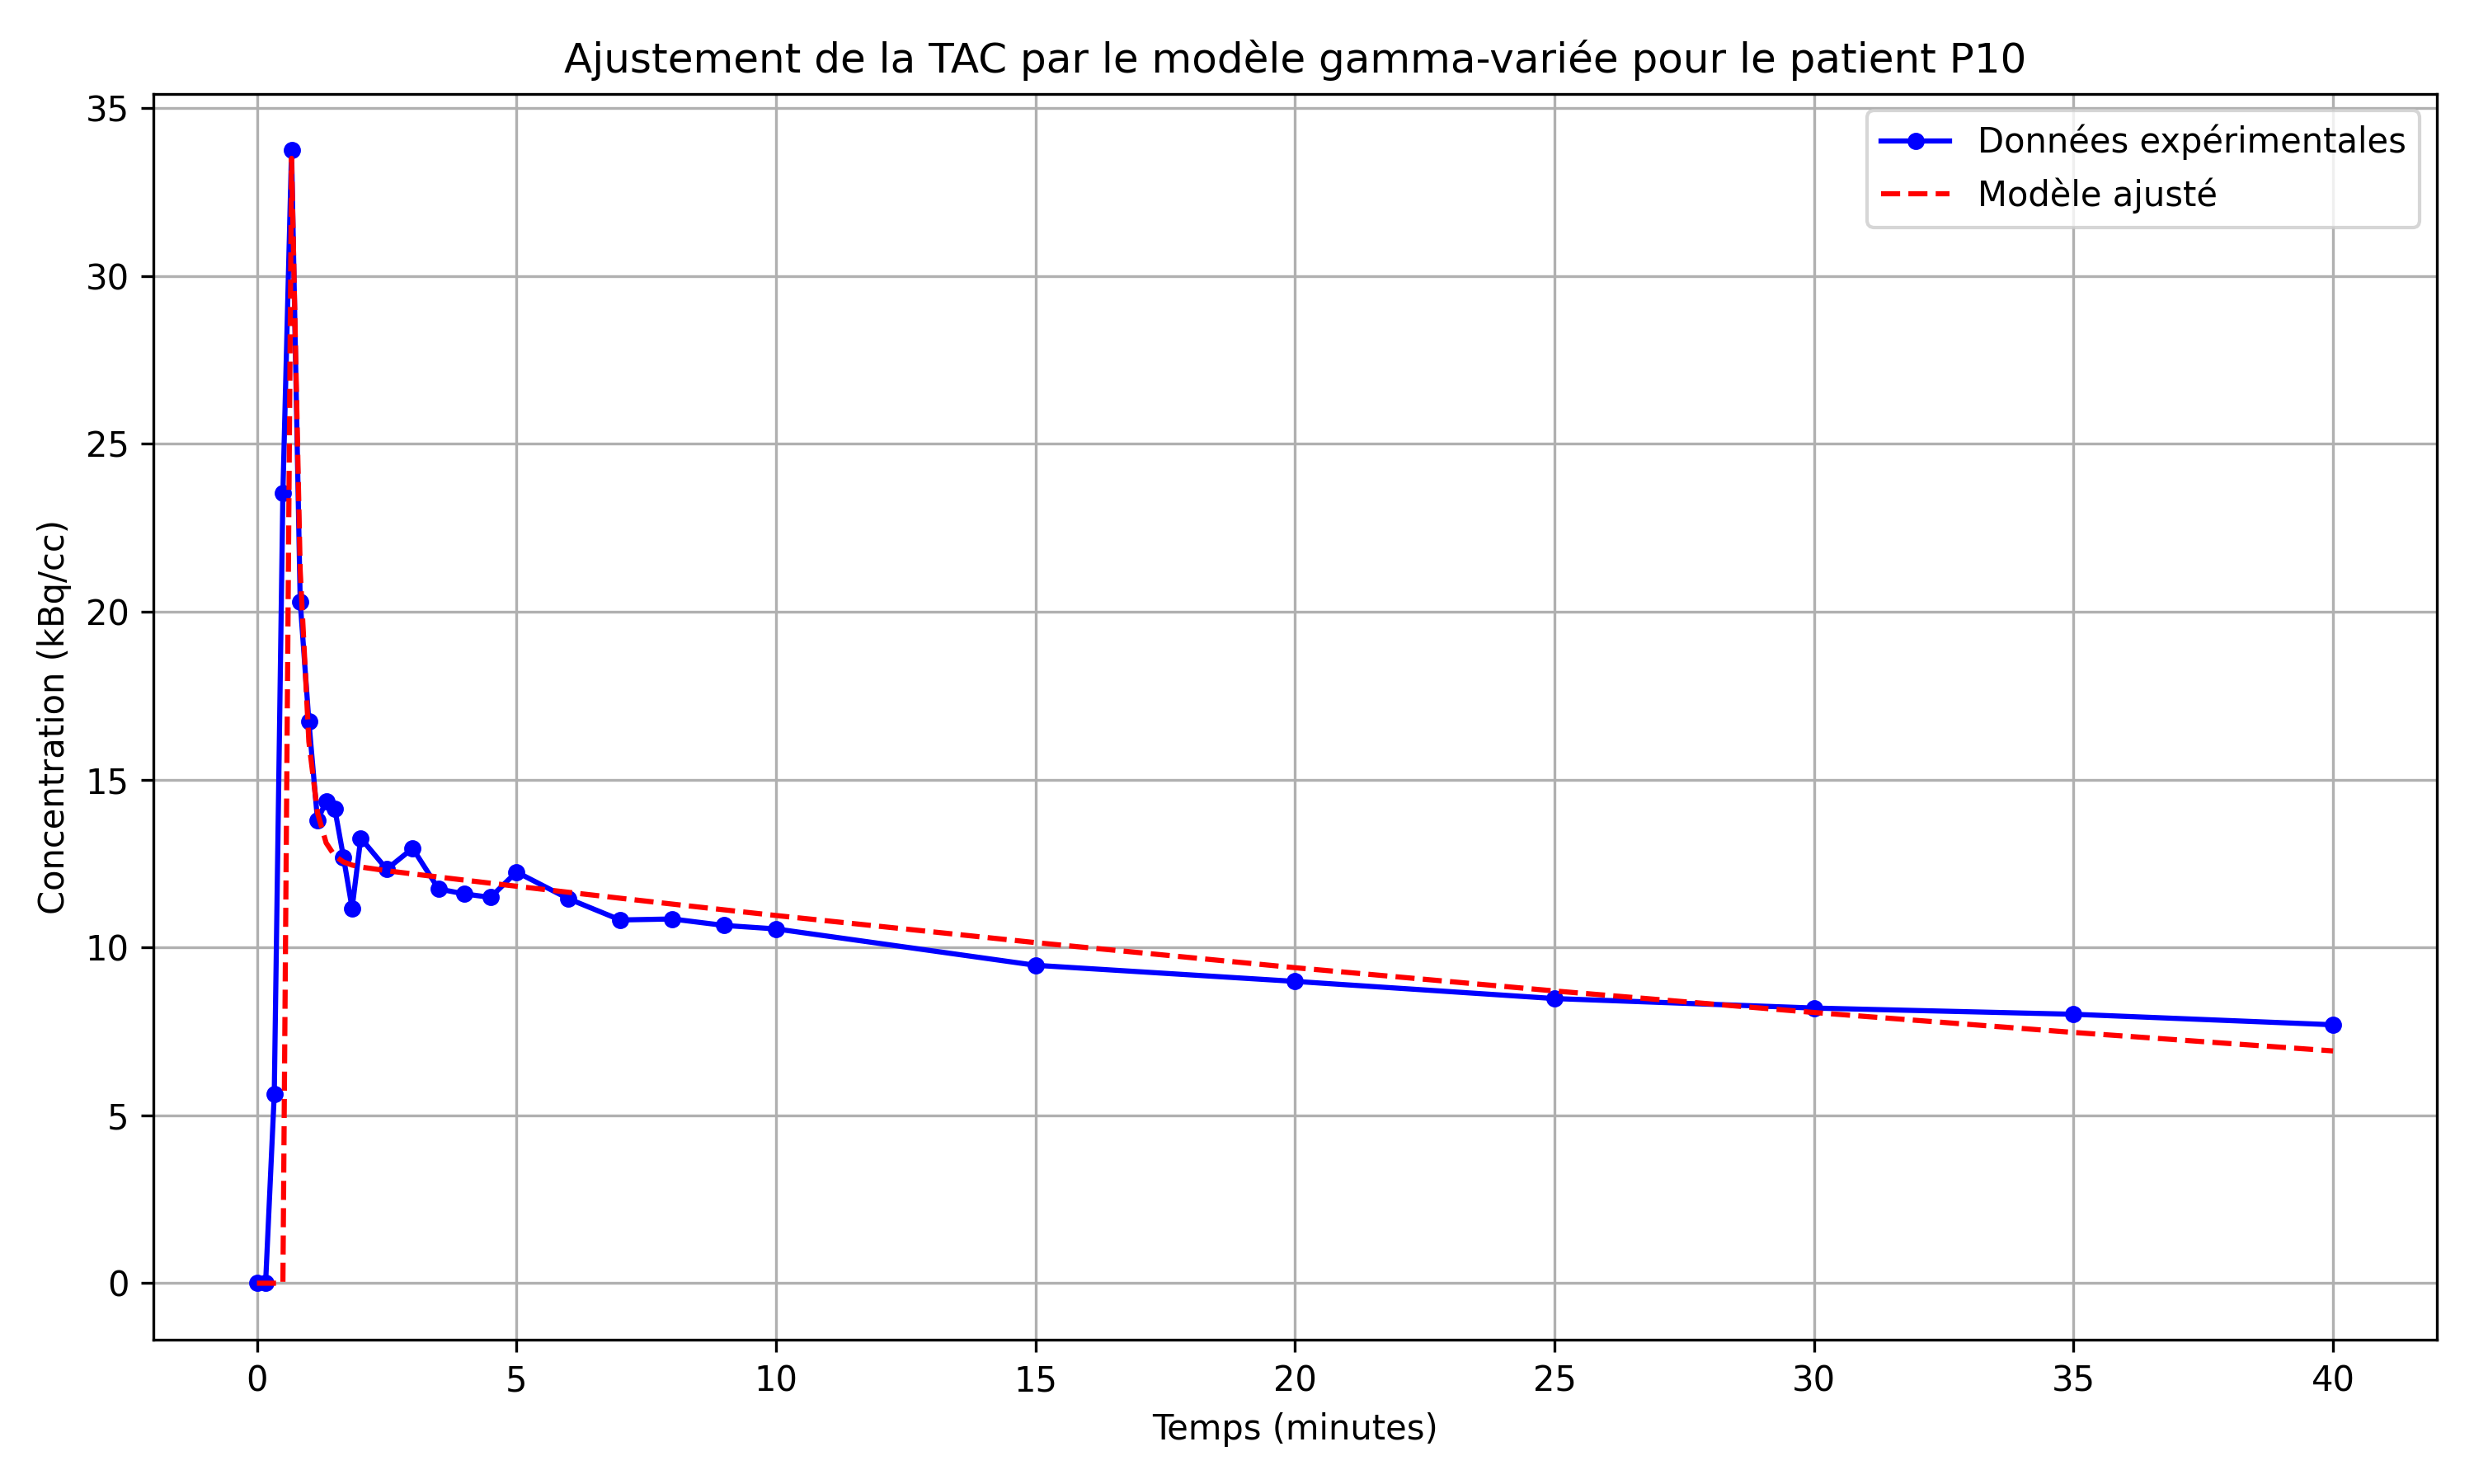 Ajustement de la TAC par le modèle gamma-variée pour le patient P10
Données expérimentales
Modèle ajusté
35
30
25
20
15
10
5
0
Concentration (kBq/cc)
0 5 10 15 20 25 30 35 40
Temps (minutes)